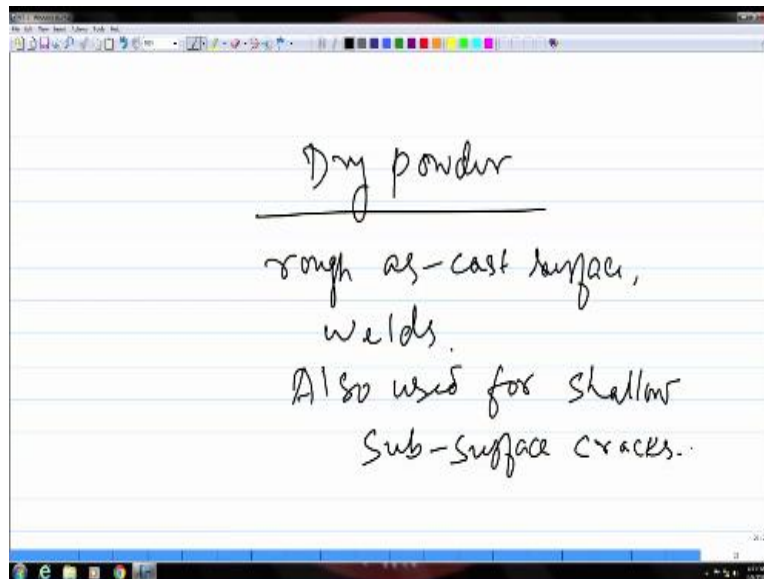 Dry powder
rough as-cast surface,
welds.
Also used for shallow
sub-surface cracks.